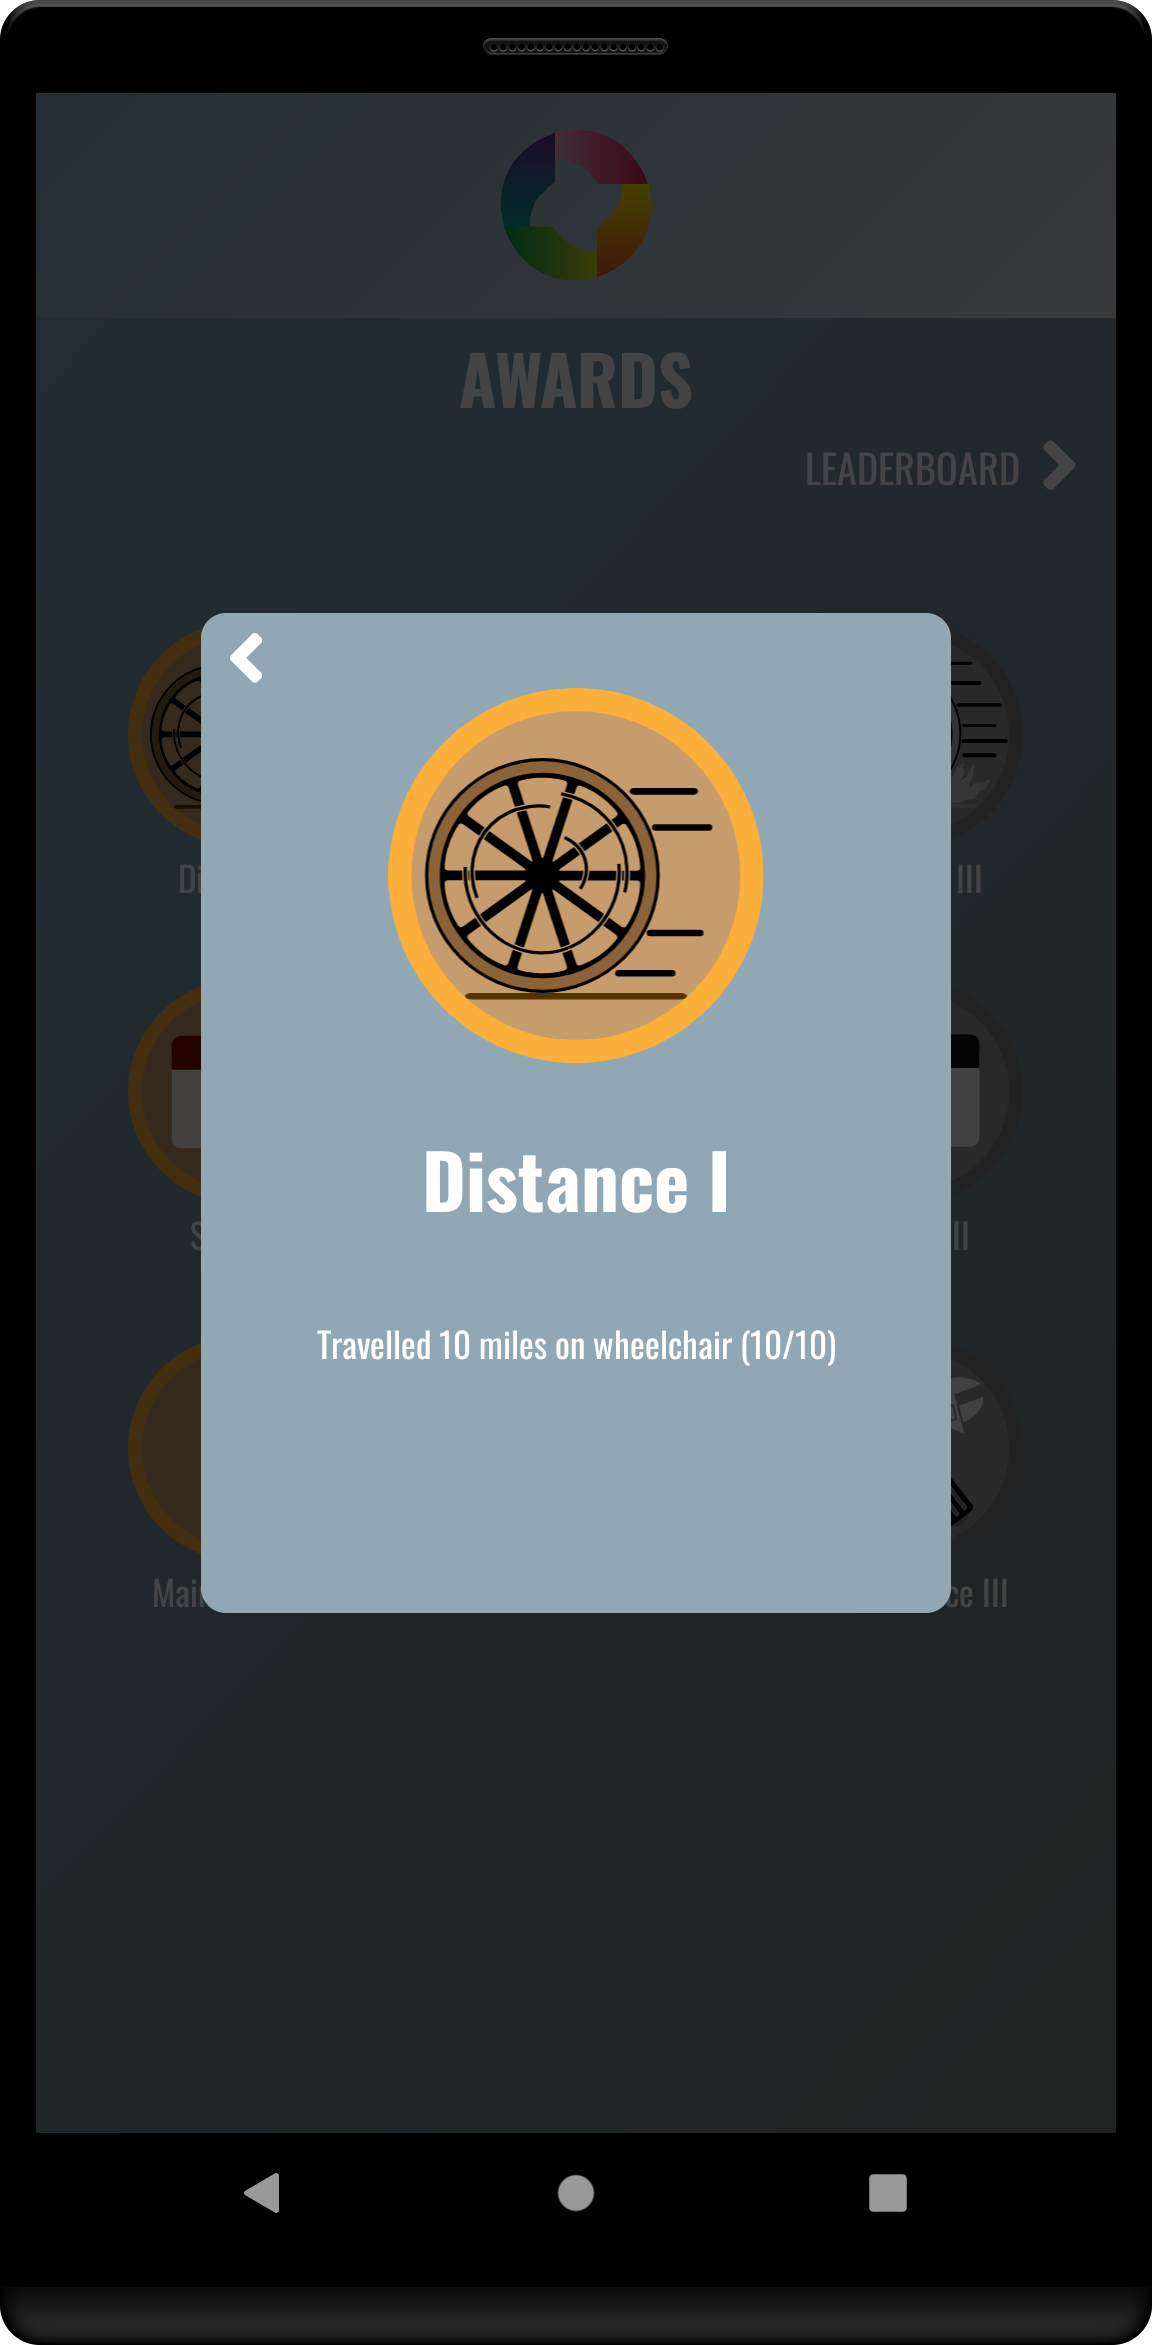 AWARDS
LEADERBOARD
Di
III
Distance I
S
II
Travelled 10 miles on wheelchair (10/10)
Mai
ce III